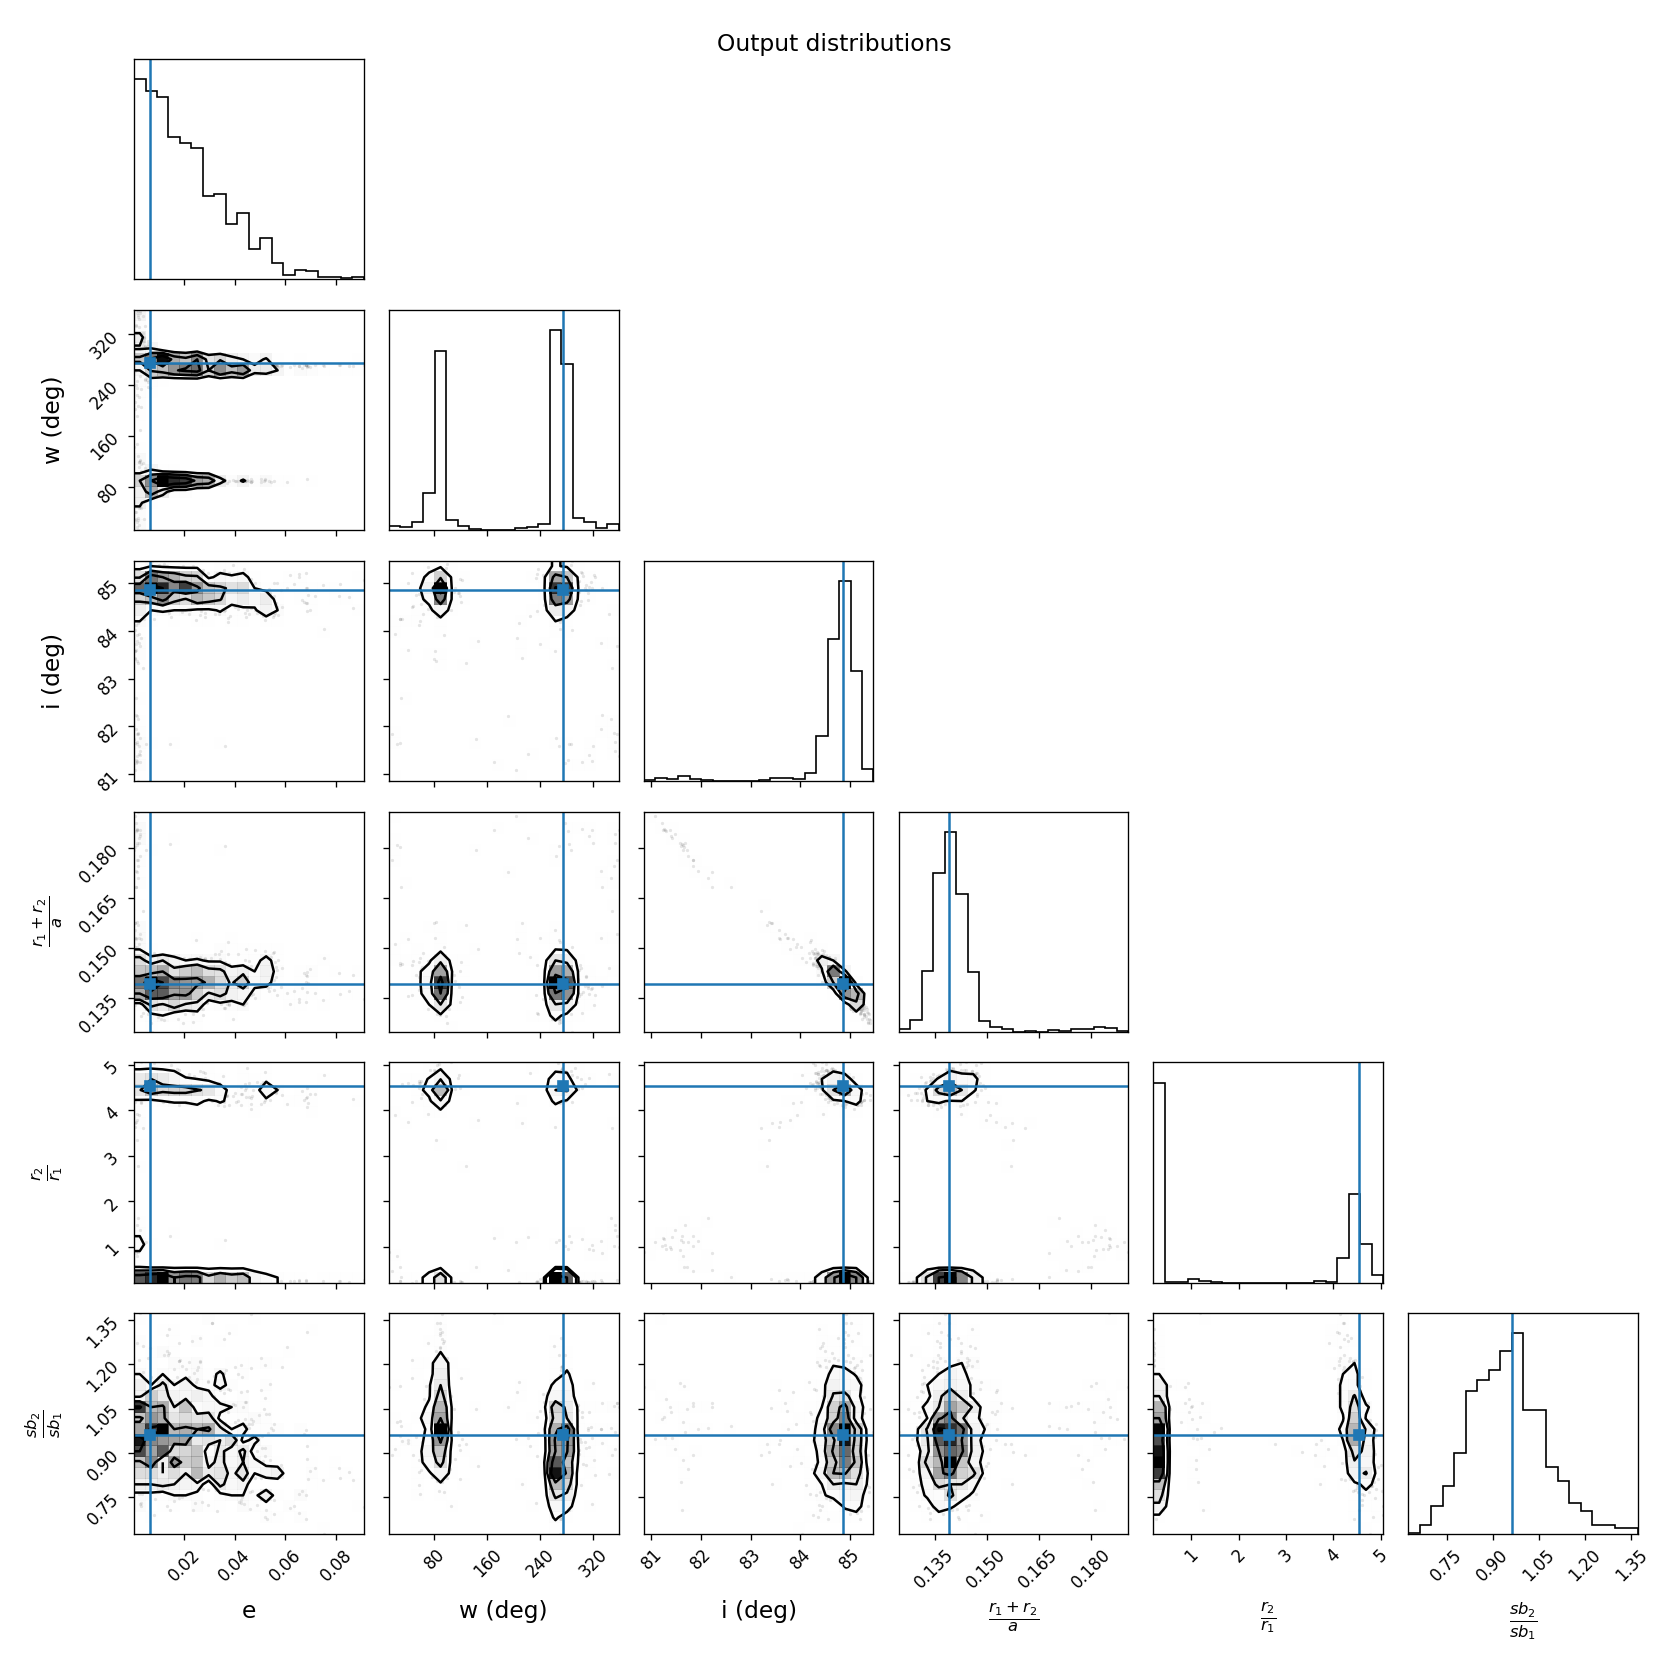 Output distributions
w (deg)
320
240
160
80
i (deg)
85
84
83
82
81
r₁ + r₂
a
0.180
0.165
0.150
0.135
r₂
r₁
5
4
3
2
1
sb₂
sb₁
1.35
1.20
1.05
0.90
0.75
0.02 0.04 0.06 0.08 80 160 240 320 81 82 83 84 85 0.135 0.150 0.165 0.180 1 2 3 4 5 0.75 0.90 1.05 1.20 1.35
e w (deg) i (deg)
r₁ + r₂
a
r₂
r₁
sb₂
sb₁